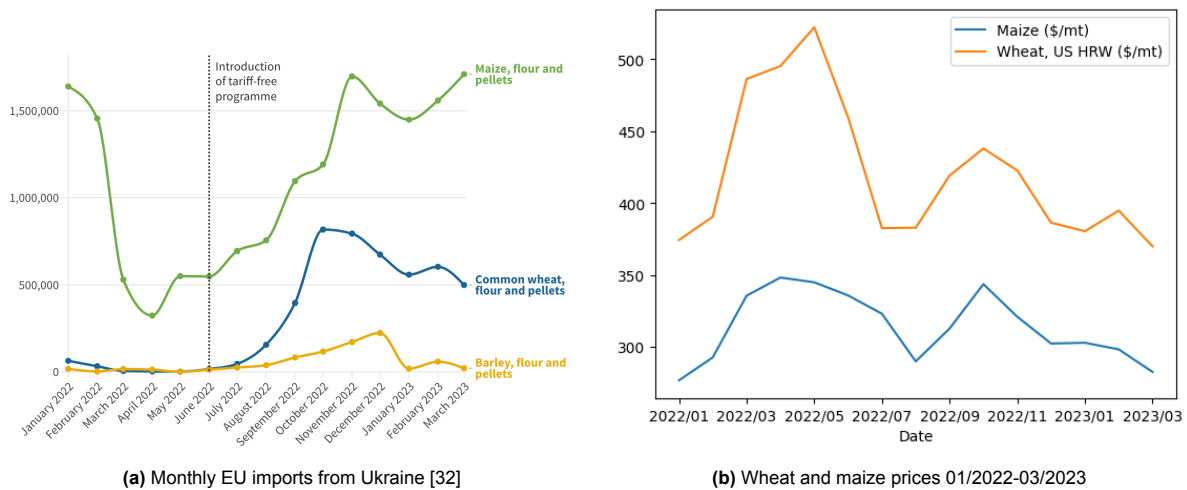 Introduction
of tariff-free
programme
Maize, flour and
pellets
1,500,000
1,000,000
500,000
0
Common wheat,
flour and pellets
Barley, flour and
pellets
January 2022
February 2022
March 2022
April 2022
May 2022
June 2022
July 2022
August 2022
September 2022
October 2022
November 2022
December 2022
January 2023
February 2023
March 2023
(a) Monthly EU imports from Ukraine [32]
Maize ($/mt)
Wheat, US HRW ($/mt)
500
450
400
350
300
2022/01
2022/03
2022/05
2022/07
2022/09
2022/11
2023/01
2023/03
Date
(b) Wheat and maize prices 01/2022-03/2023